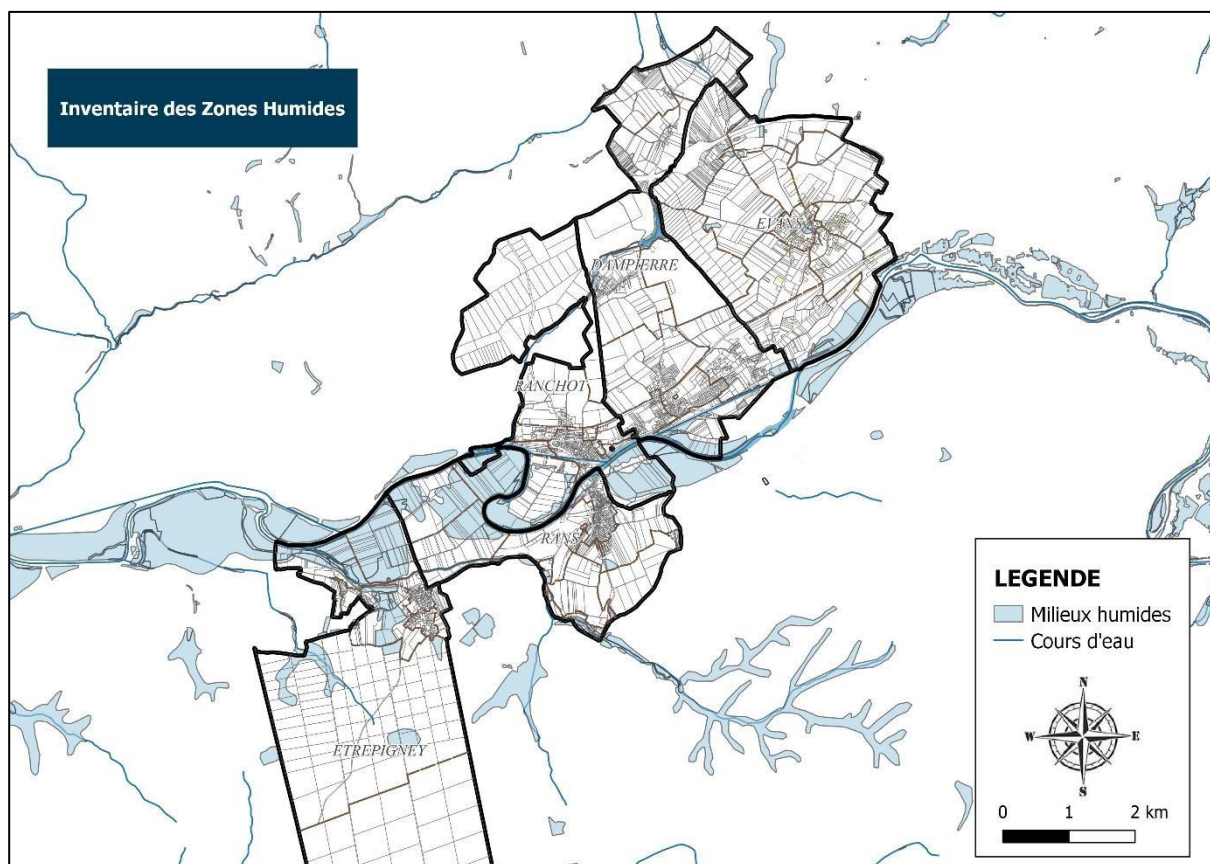 Inventaire des Zones Humides
EVANS
DAMPIERRE
RANCHOT
RANS
ETREPIGNEY
LEGENDE
Milieux humides
Cours d'eau
N
W E
S
0 1 2 km